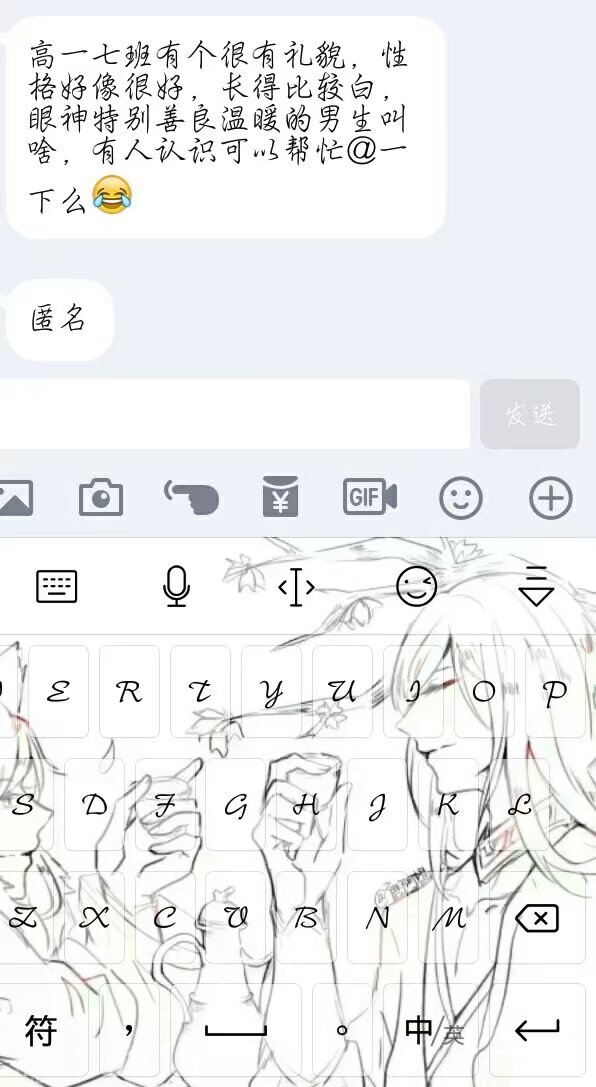 高一七班有个很有礼貌，性
格好像很好，长得比较白，
眼神特别善良温暖的男生叫
啥，有人认识可以帮忙@一
下么😂
匿名
发送
GIF
E R T Y U I O P
S D F G H J K L
Z X C V B N M
符 ， 。 中/英